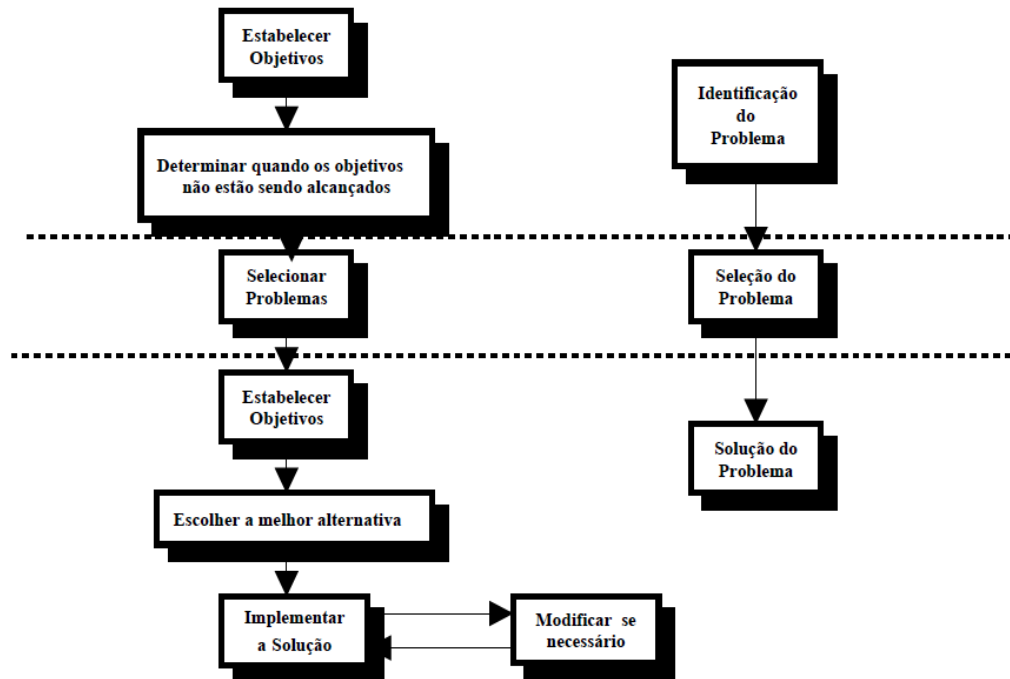 Estabelecer
Objetivos
Identificação
do
Problema
Determinar quando os objetivos
não estão sendo alcançados
Selecionar
Problemas
Seleção do
Problema
Estabelecer
Objetivos
Solução do
Problema
Escolher a melhor alternativa
Implementar
a Solução
Modificar se
necessário